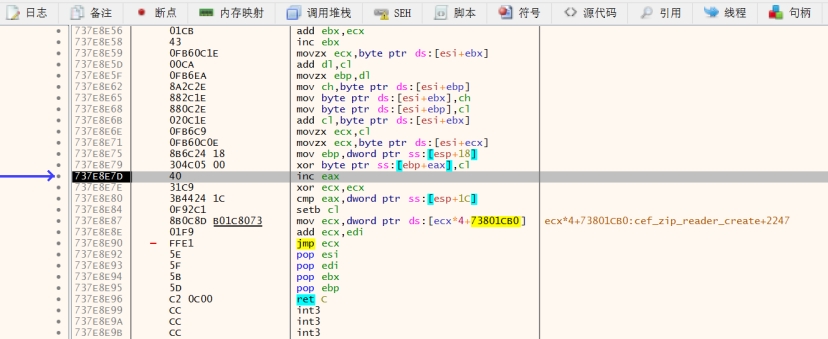 日志 备注 断点 内存映射 调用堆栈 SEH 脚本 符号 源代码 引用 线程 句柄
737E8E56 01CB add ebx,ecx
737E8E58 43 inc ebx
737E8E59 0FB60C1E movzx ecx,byte ptr ds:[esi+ebx]
737E8E5D 00CA add dl,cl
737E8E5F 0FB6EA movzx ebp,dl
737E8E62 8A2C2E mov ch,byte ptr ds:[esi+ebp]
737E8E65 882C1E mov byte ptr ds:[esi+ebx],ch
737E8E68 880C2E mov byte ptr ds:[esi+ebp],cl
737E8E6B 020C1E add cl,byte ptr ds:[esi+ebx]
737E8E6E 0FB6C9 movzx ecx,cl
737E8E71 0FB60C0E movzx ecx,byte ptr ds:[esi+ecx]
737E8E75 8B6C24 18 mov ebp,dword ptr ss:[esp+18]
737E8E79 304C05 00 xor byte ptr ss:[ebp+eax],cl
737E8E7D 40 inc eax
737E8E7E 31C9 xor ecx,ecx
737E8E80 3B4424 1C cmp eax,dword ptr ss:[esp+1C]
737E8E84 0F92C1 setb cl
737E8E87 8B0C8D B01C8073 mov ecx,dword ptr ds:[ecx*4+73801CB0] ecx*4+73801CB0:cef_zip_reader_create+2247
737E8E8E 01F9 add ecx,edi
737E8E90 FFE1 jmp ecx
737E8E92 5E pop esi
737E8E93 5F pop edi
737E8E94 5B pop ebx
737E8E95 5D pop ebp
737E8E96 C2 0C00 ret C
737E8E99 CC int3
737E8E9A CC int3
737E8E9B CC int3